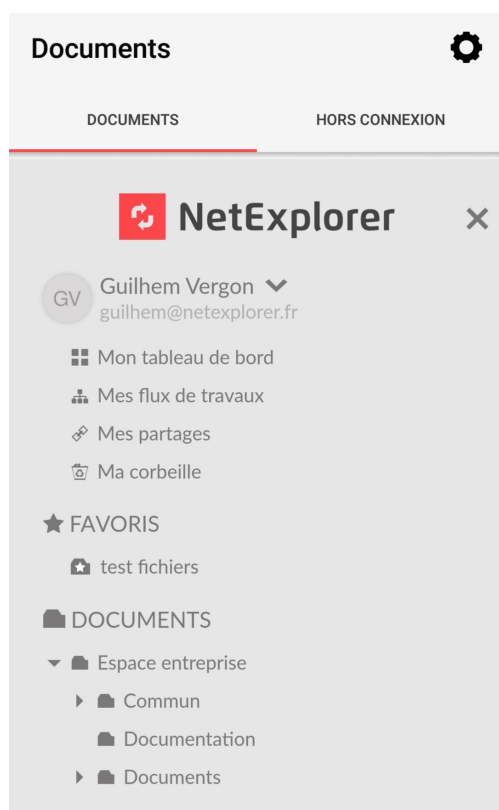 Documents
DOCUMENTS
HORS CONNEXION
NetExplorer
GV
Guilhem Vergon
guilhem@netexplorer.fr
Mon tableau de bord
Mes flux de travaux
Mes partages
Ma corbeille
FAVORIS
test fichiers
DOCUMENTS
Espace entreprise
Commun
Documentation
Documents